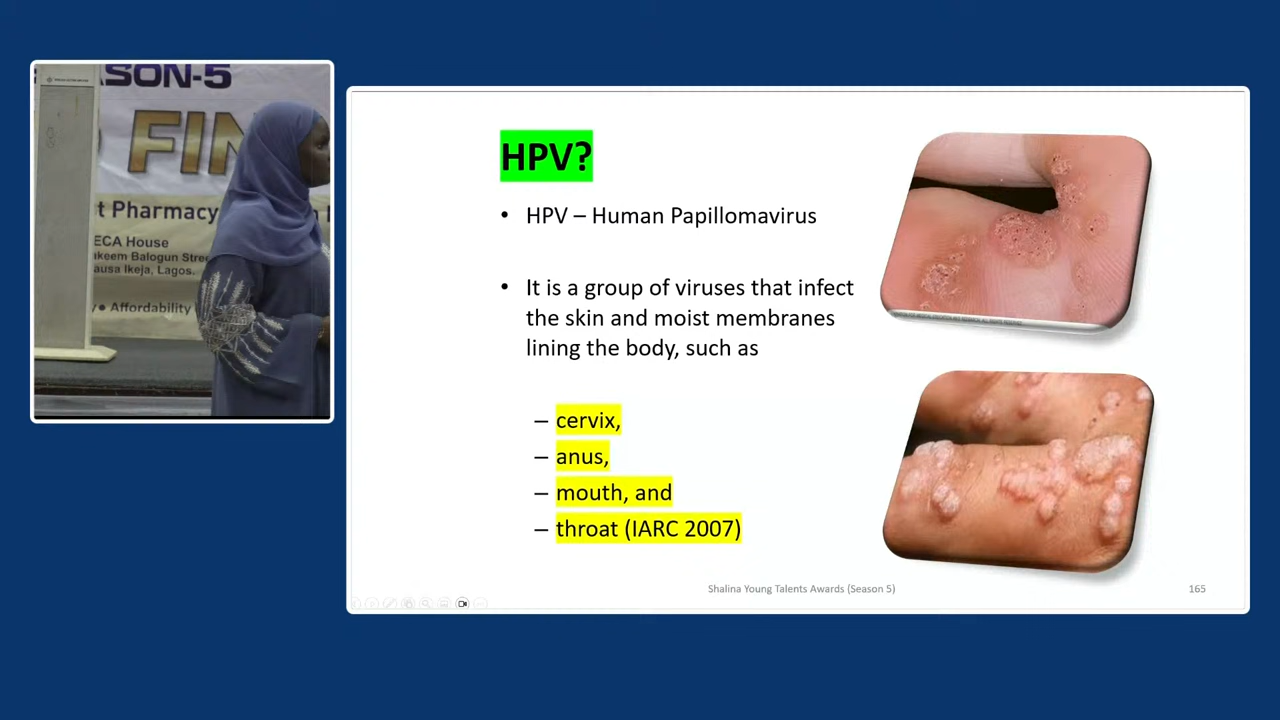 ASON-5
FIN
t Pharmacy
ECA House
akeem Balogun Stre
ausa Ikeja, Lagos.
y ● Affordability
HPV?
• HPV – Human Papillomavirus
• It is a group of viruses that infect
the skin and moist membranes
lining the body, such as
– cervix,
– anus,
– mouth, and
– throat (IARC 2007)
Shalina Young Talents Awards (Season 5)
165